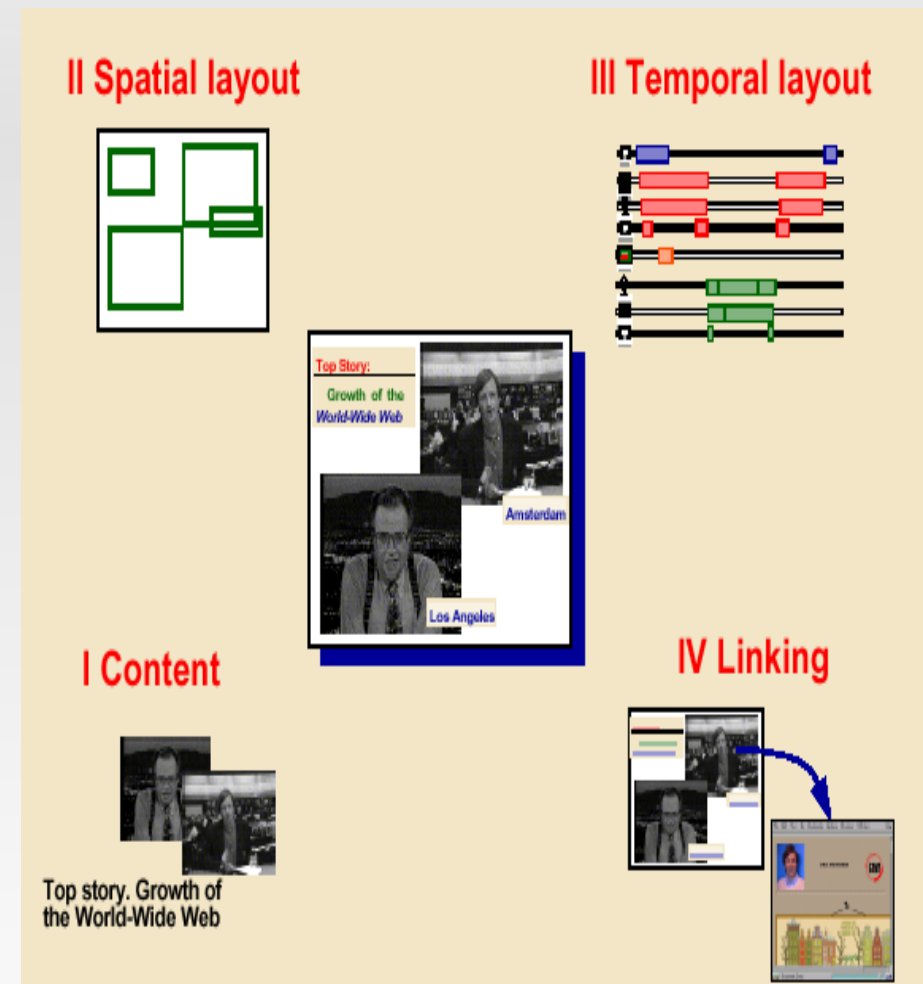 II Spatial layout
III Temporal layout
Top Story:
Growth of the
World-Wide Web
Amsterdam
Los Angeles
I Content
IV Linking
Top story. Growth of
the World-Wide Web